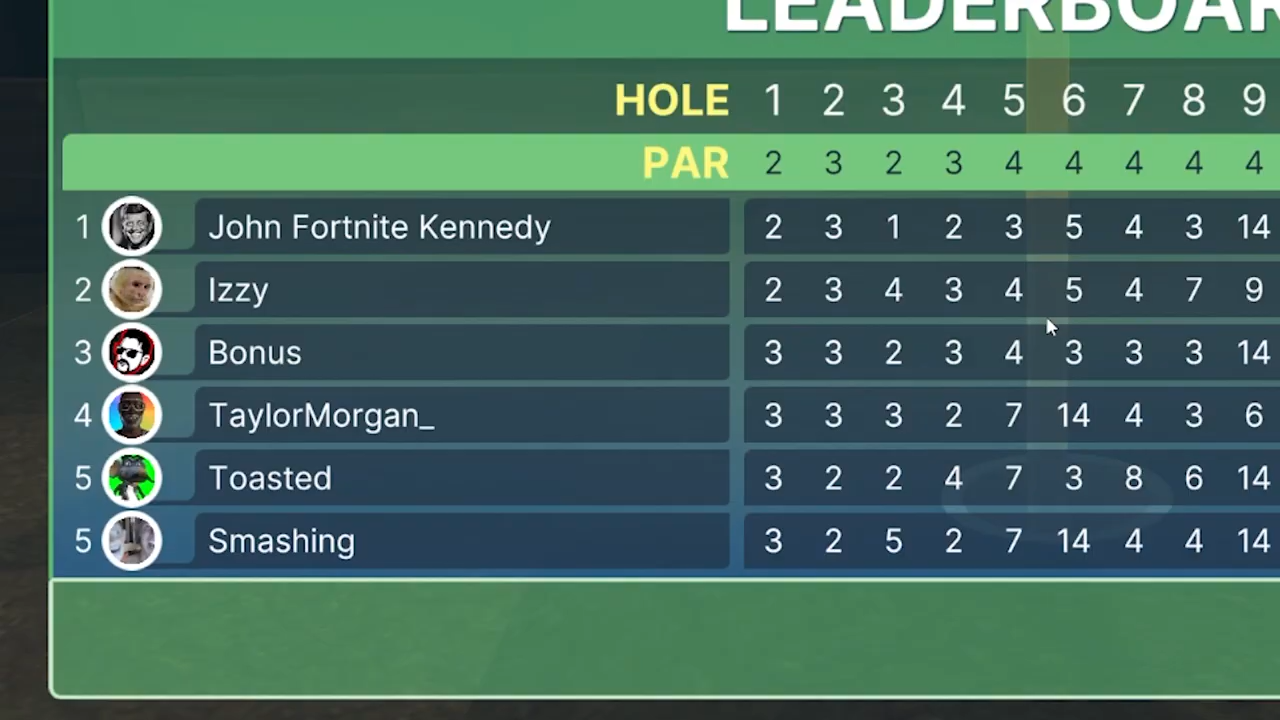 LEADERBOAR
HOLE 1 2 3 4 5 6 7 8 9
PAR 2 3 2 3 4 4 4 4 4
1 John Fortnite Kennedy 2 3 1 2 3 5 4 3 14
2 Izzy 2 3 4 3 4 5 4 7 9
3 Bonus 3 3 2 3 4 3 3 3 14
4 TaylorMorgan_ 3 3 3 2 7 14 4 3 6
5 Toasted 3 2 2 4 7 3 8 6 14
5 Smashing 3 2 5 2 7 14 4 4 14